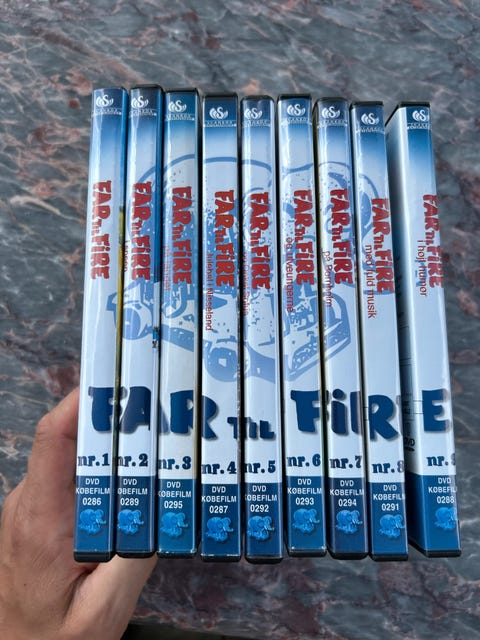 FAR TIL FIRE
nr. 1
DVD
KØBEFILM
0286
FAR TIL FIRE
nr. 2
DVD
KØBEFILM
0289
FAR TIL FIRE
nr. 3
DVD
KØBEFILM
0295
FAR TIL FIRE
nr. 4
DVD
KØBEFILM
0287
FAR TIL FIRE
nr. 5
DVD
KØBEFILM
0292
FAR TIL FIRE
og ulveungerne
nr. 6
DVD
KØBEFILM
0293
FAR TIL FIRE
på Bornholm
nr. 7
DVD
KØBEFILM
0294
FAR TIL FIRE
med fuld musik
nr. 8
DVD
KØBEFILM
0291
FAR TIL FIRE
i højt humør
nr. 9
DVD
KØBEFILM
0288
FAR TIL FIRE